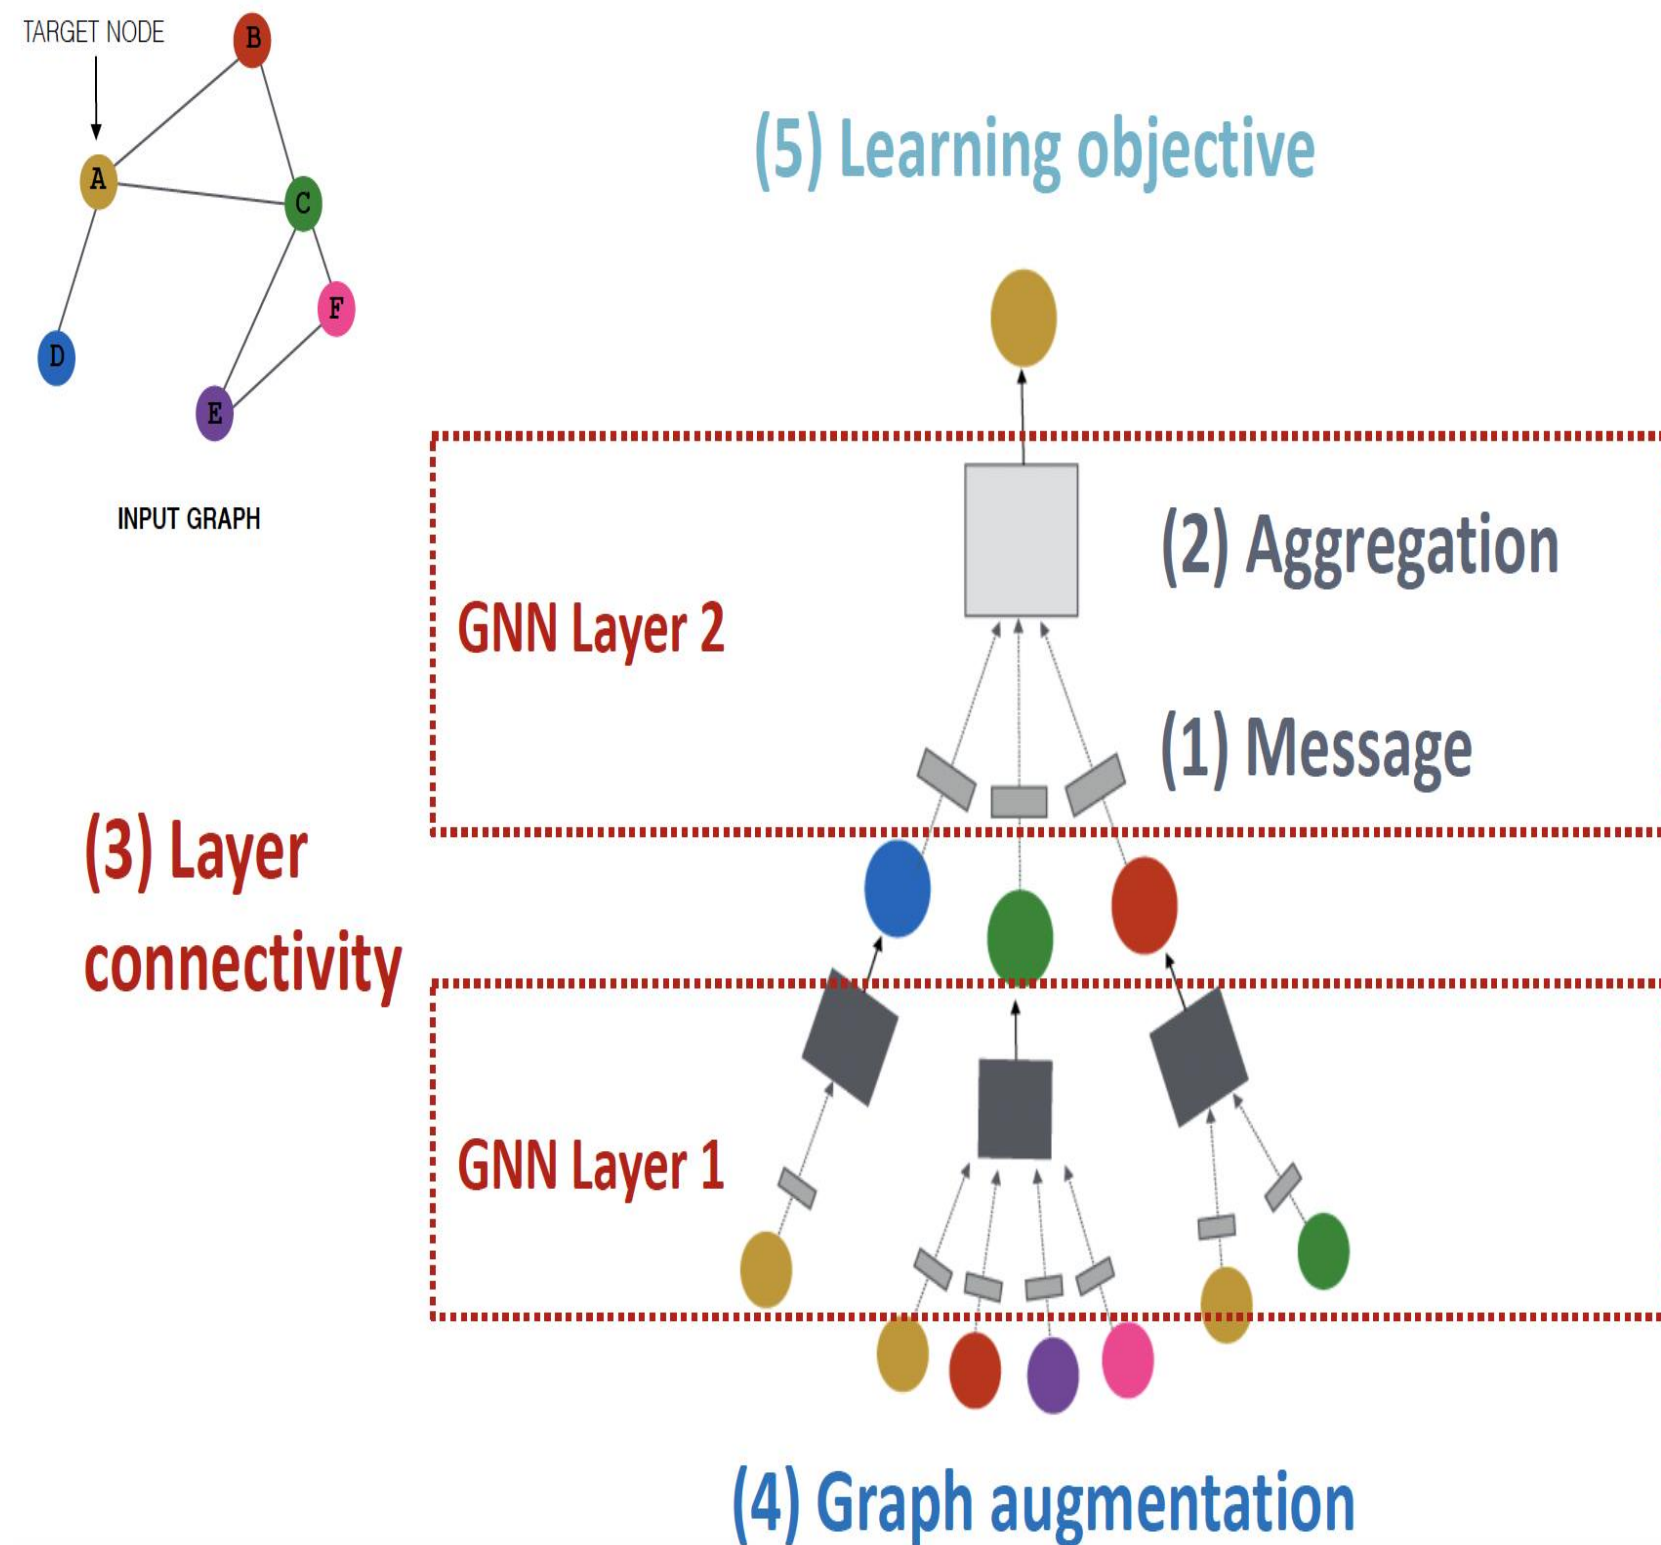 TARGET NODE
B
A
C
F
D
E
INPUT GRAPH
(5) Learning objective
(2) Aggregation
GNN Layer 2
(1) Message
(3) Layer
connectivity
GNN Layer 1
(4) Graph augmentation